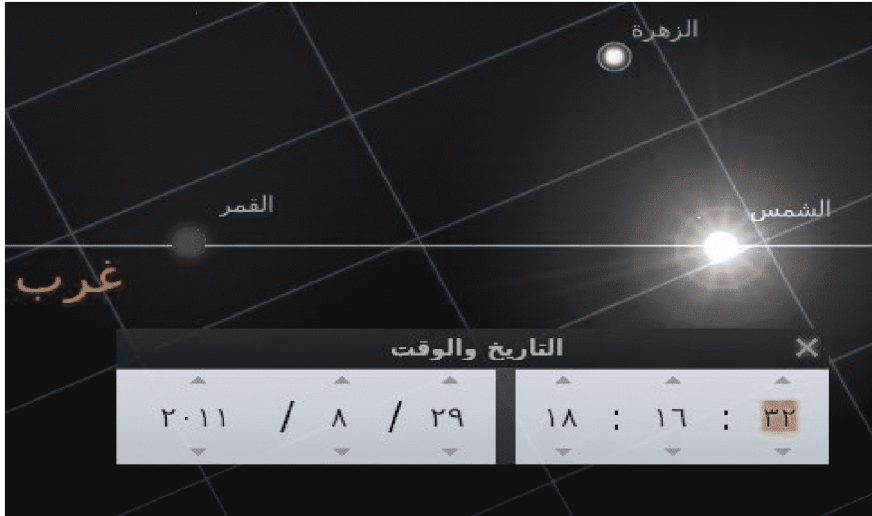 الزهرة
القمر
الشمس
غرب
التاريخ والوقت
٢٠١١ / ٨ / ٢٩
١٨ : ١٦ : ٣٢